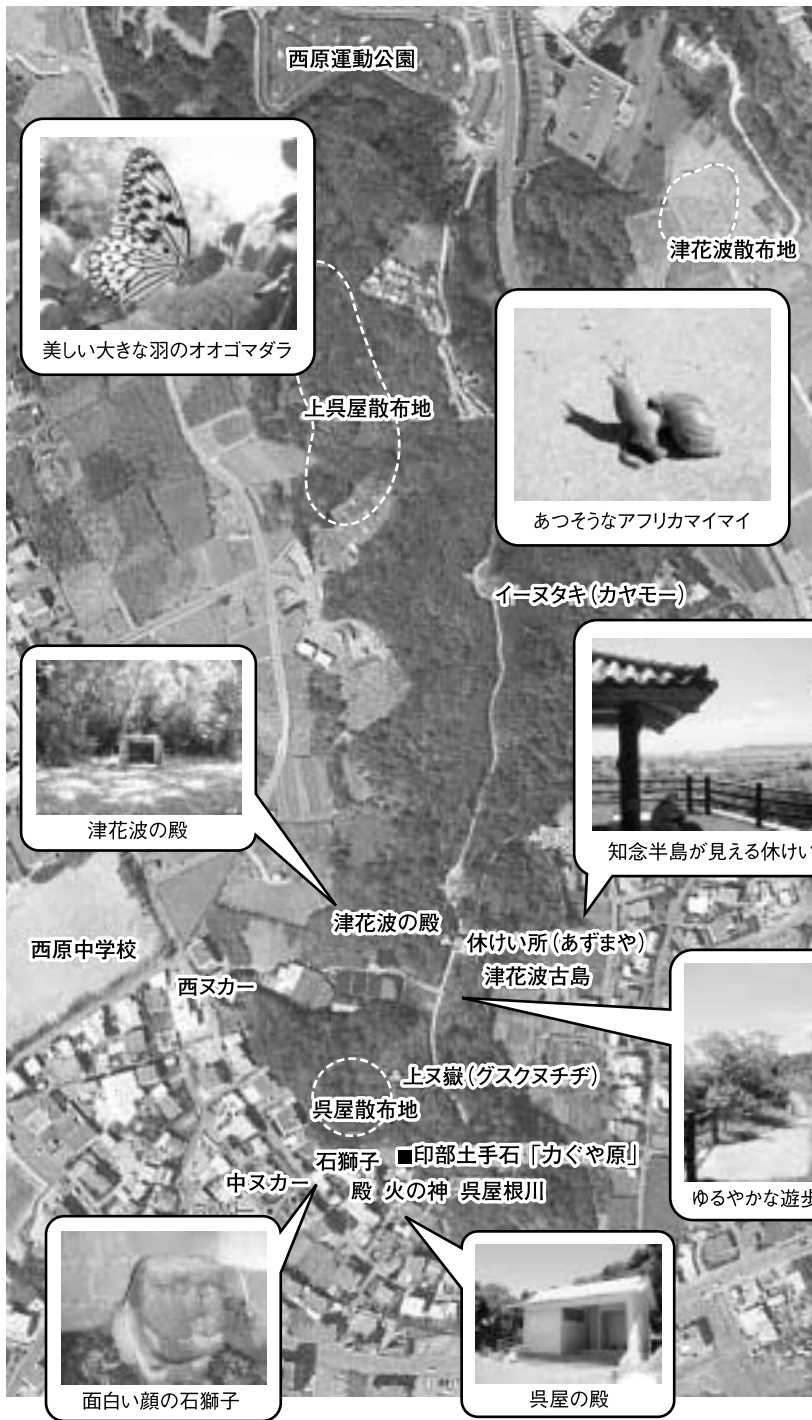 西原運動公園
津花波散布地
美しい大きな羽のオオゴマダラ
上呉屋散布地
あつそうなアフリカマイマイ
イーヌタキ（カヤモー）
津花波の殿
知念半島が見える休けい
津花波の殿
休けい所（あずまや）
西原中学校
津花波古島
西ヌカー
上ヌ嶽（グスクヌチヂ）
呉屋散布地
石獅子 ■印部土手石「力ぐや原」
中ヌカー
殿 火の神 呉屋根川
ゆるやかな遊歩
面白い顔の石獅子
呉屋の殿